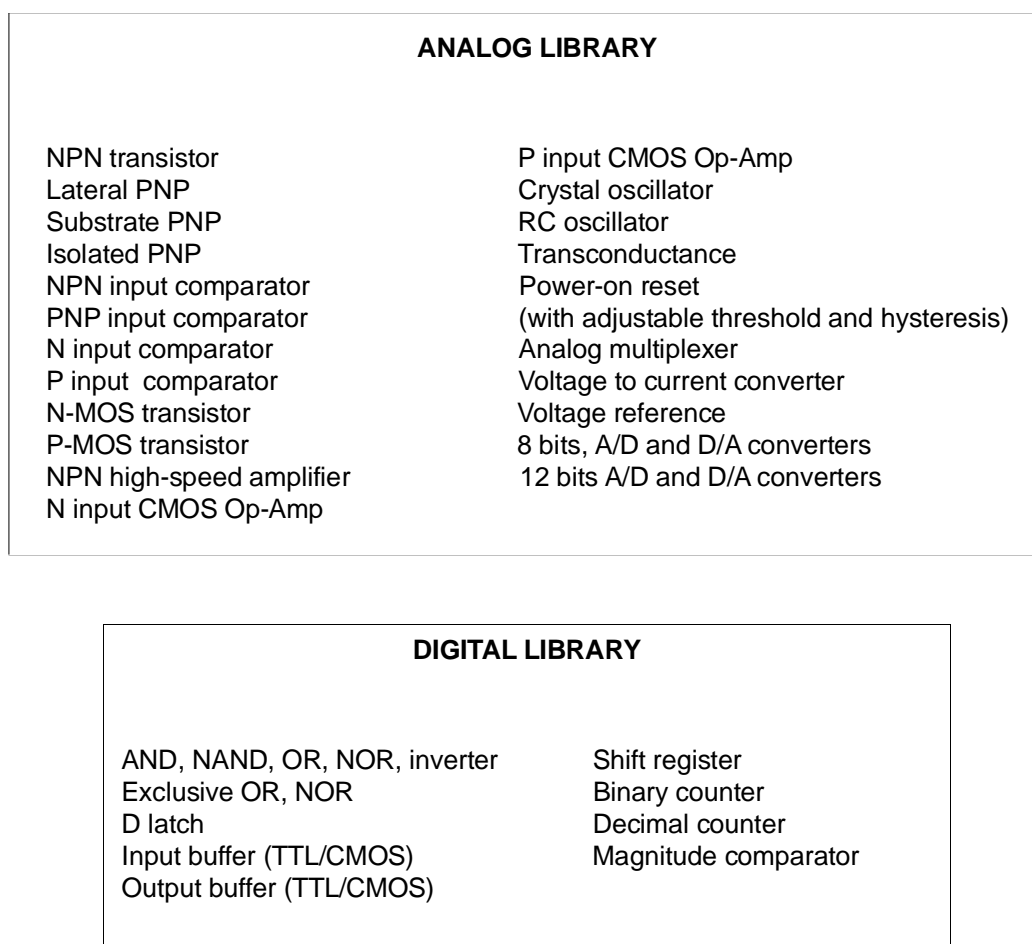 ANALOG LIBRARY
NPN transistor
Lateral PNP
Substrate PNP
Isolated PNP
NPN input comparator
PNP input comparator
N input comparator
P input comparator
N-MOS transistor
P-MOS transistor
NPN high-speed amplifier
N input CMOS Op-Amp
P input CMOS Op-Amp
Crystal oscillator
RC oscillator
Transconductance
Power-on reset
(with adjustable threshold and hysteresis)
Analog multiplexer
Voltage to current converter
Voltage reference
8 bits, A/D and D/A converters
12 bits A/D and D/A converters
DIGITAL LIBRARY
AND, NAND, OR, NOR, inverter
Exclusive OR, NOR
D latch
Input buffer (TTL/CMOS)
Output buffer (TTL/CMOS)
Shift register
Binary counter
Decimal counter
Magnitude comparator